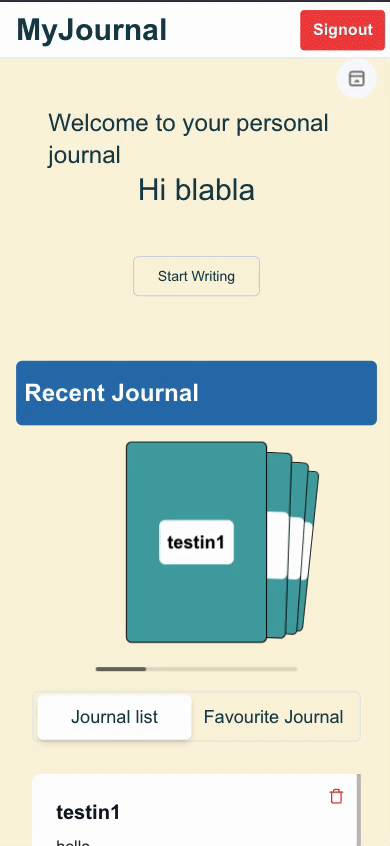 MyJournal
Signout
Welcome to your personal
journal
Hi blabla
Start Writing
Recent Journal
testin1
Journal list
Favourite Journal
testin1